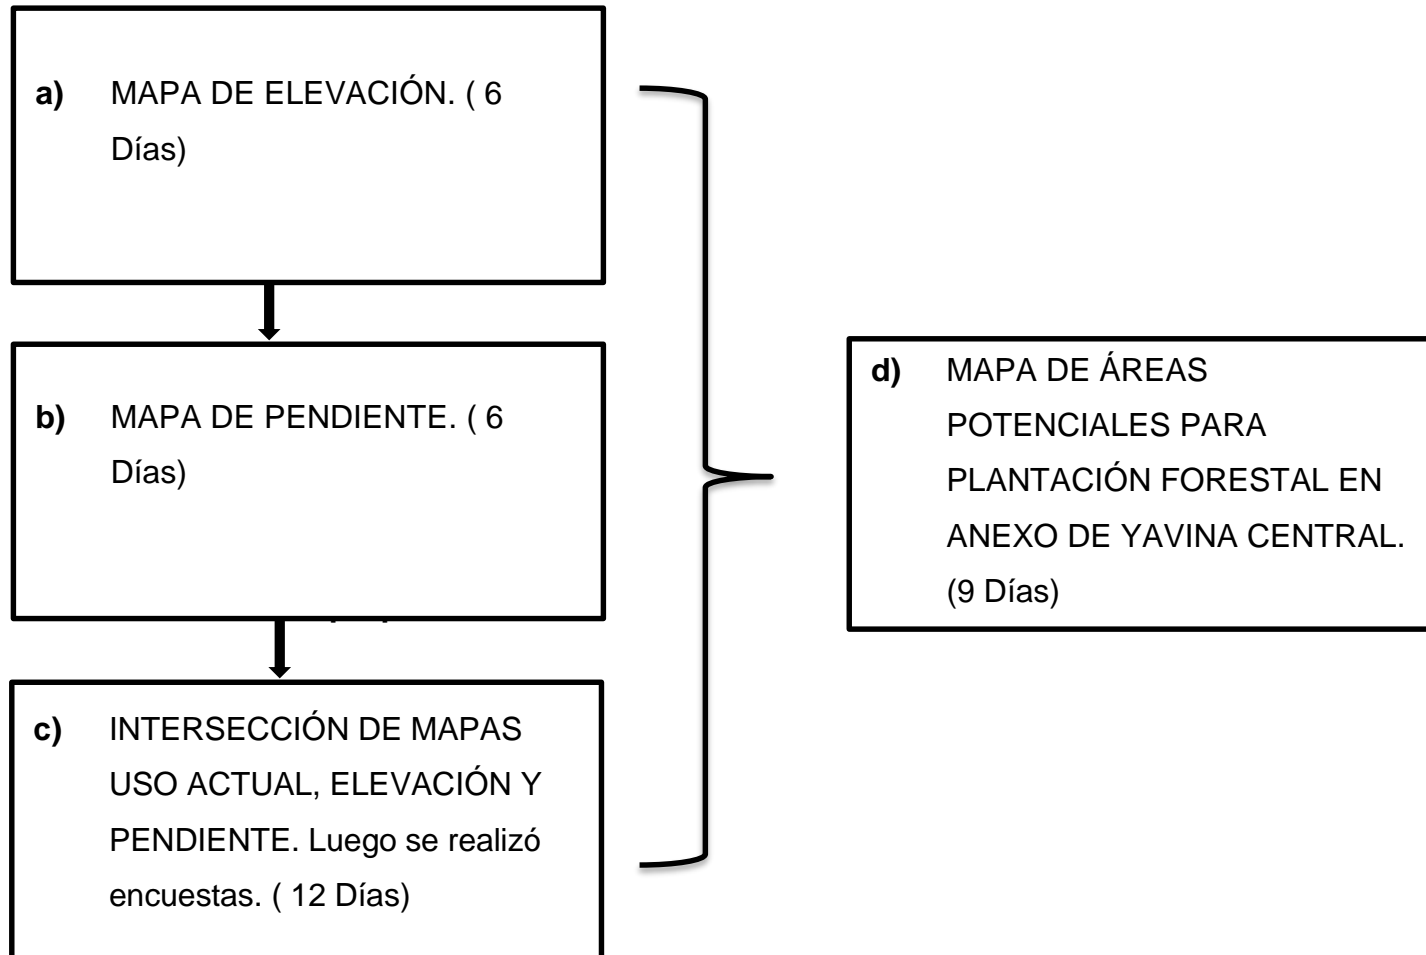 a) MAPA DE ELEVACIÓN. ( 6
Días)
b) MAPA DE PENDIENTE. ( 6
Días)
c) INTERSECCIÓN DE MAPAS
USO ACTUAL, ELEVACIÓN Y
PENDIENTE. Luego se realizó
encuestas. ( 12 Días)
d) MAPA DE ÁREAS
POTENCIALES PARA
PLANTACIÓN FORESTAL EN
ANEXO DE YAVINA CENTRAL.
(9 Días)